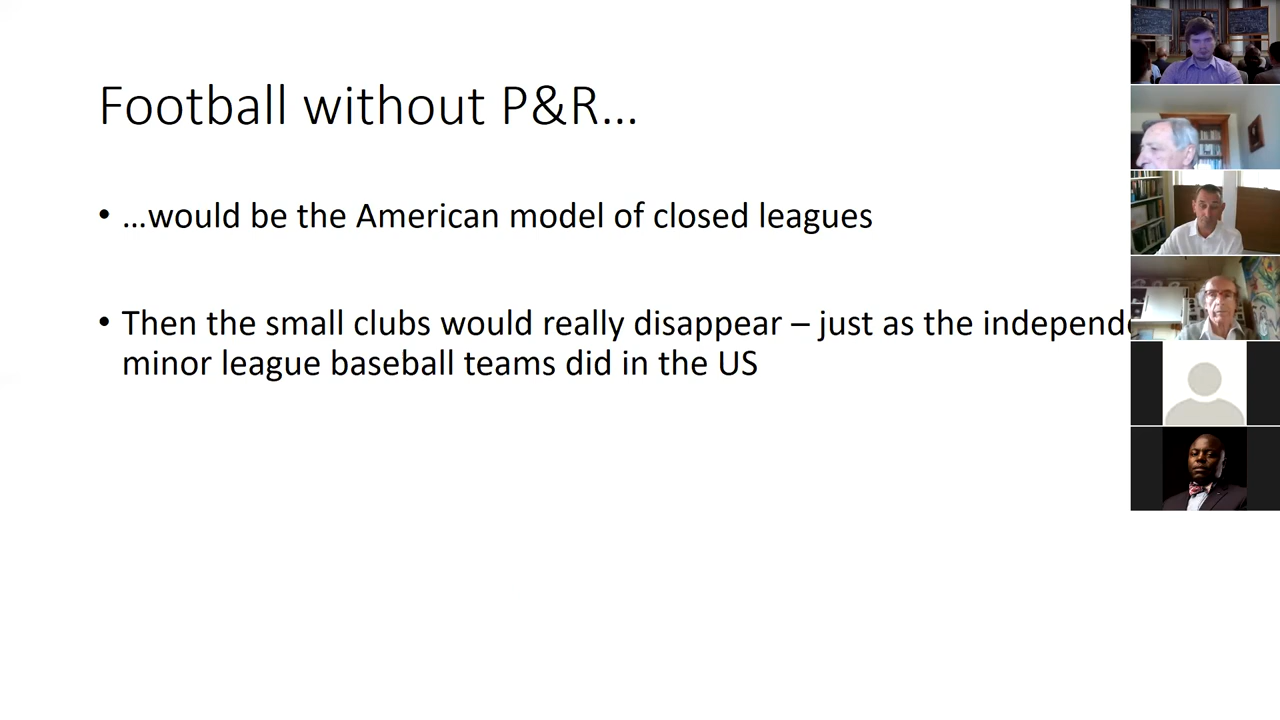 Football without P&R...
• ...would be the American model of closed leagues
• Then the small clubs would really disappear – just as the
minor league baseball teams did in the US